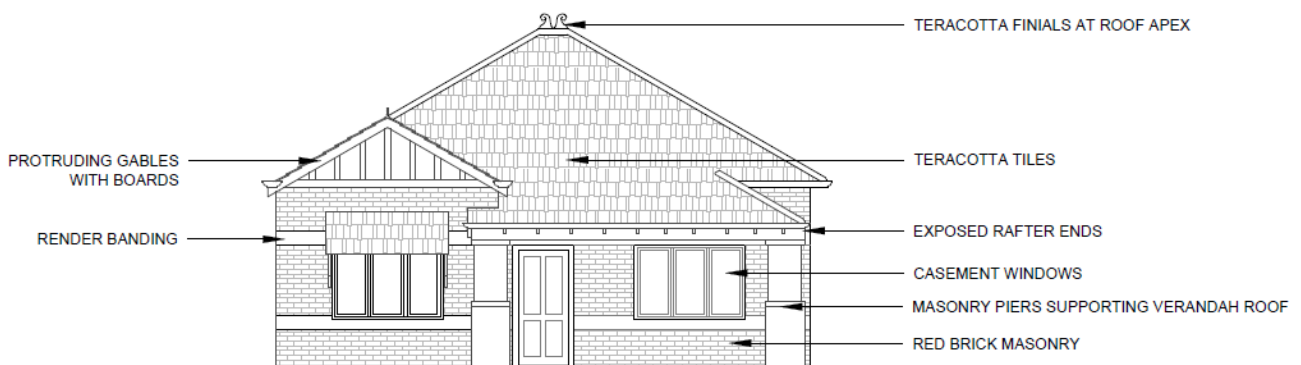 TERACOTTA FINIALS AT ROOF APEX
PROTRUDING GABLES
WITH BOARDS
TERACOTTA TILES
RENDER BANDING
EXPOSED RAFTER ENDS
CASEMENT WINDOWS
MASONRY PIERS SUPPORTING VERANDAH ROOF
RED BRICK MASONRY